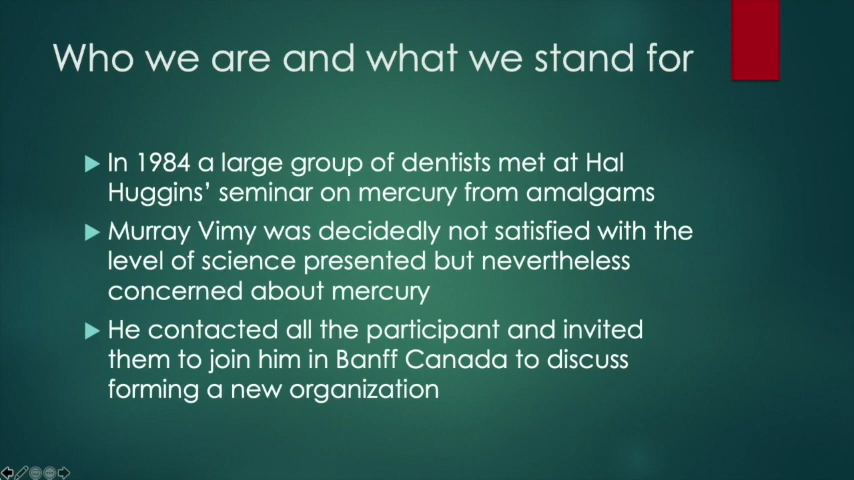 Who we are and what we stand for
In 1984 a large group of dentists met at Hal
Huggins’ seminar on mercury from amalgams
Murray Vimy was decidedly not satisfied with the
level of science presented but nevertheless
concerned about mercury
He contacted all the participant and invited
them to join him in Banff Canada to discuss
forming a new organization